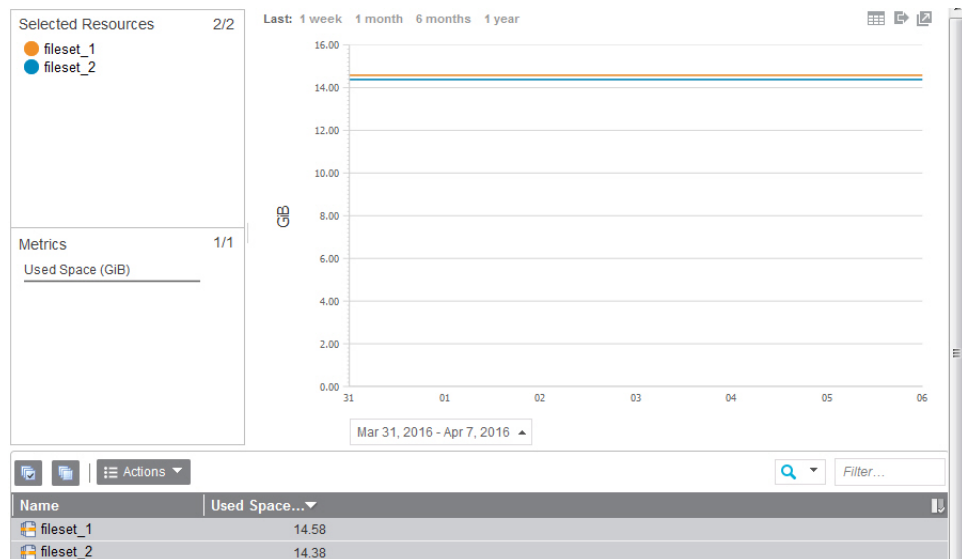 Selected Resources 2/2
fileset_1
fileset_2
Metrics 1/1
Used Space (GiB)
Last: 1 week 1 month 6 months 1 year
16.00
14.00
12.00
10.00
8.00
6.00
4.00
2.00
0.00
GiB
31 01 02 03 04 05 06
Mar 31, 2016 - Apr 7, 2016
Actions
Filter...
Name Used Space...
fileset_1 14.58
fileset_2 14.38